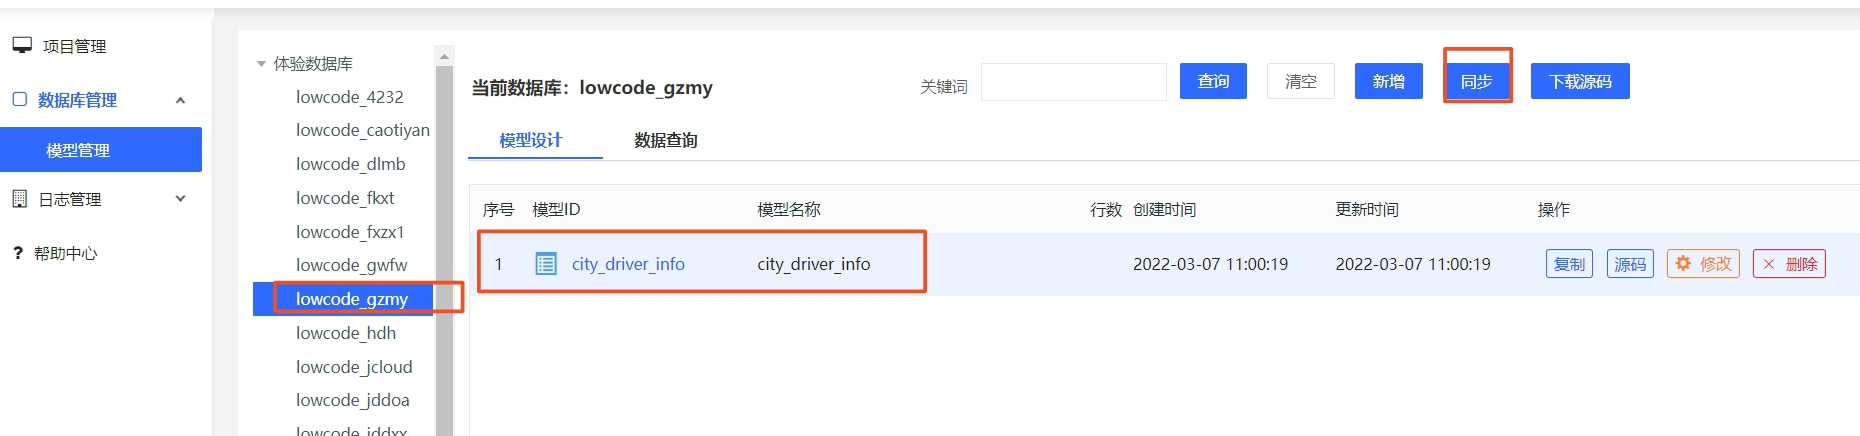 项目管理
数据库管理
模型管理
日志管理
? 帮助中心
体验数据库
lowcode_4232
lowcode_caotiyan
lowcode_dlmb
lowcode_fkxt
lowcode_fxzx1
lowcode_gwfw
lowcode_gzmy
lowcode_hdh
lowcode_jcloud
lowcode_jddoa
lowcode_jddxx
当前数据库：lowcode_gzmy 关键词 查询 清空 新增 同步 下载源码
模型设计 数据查询
序号 模型ID 模型名称 行数 创建时间 更新时间 操作
1 city_driver_info city_driver_info 2022-03-07 11:00:19 2022-03-07 11:00:19 复制 源码 修改 × 删除